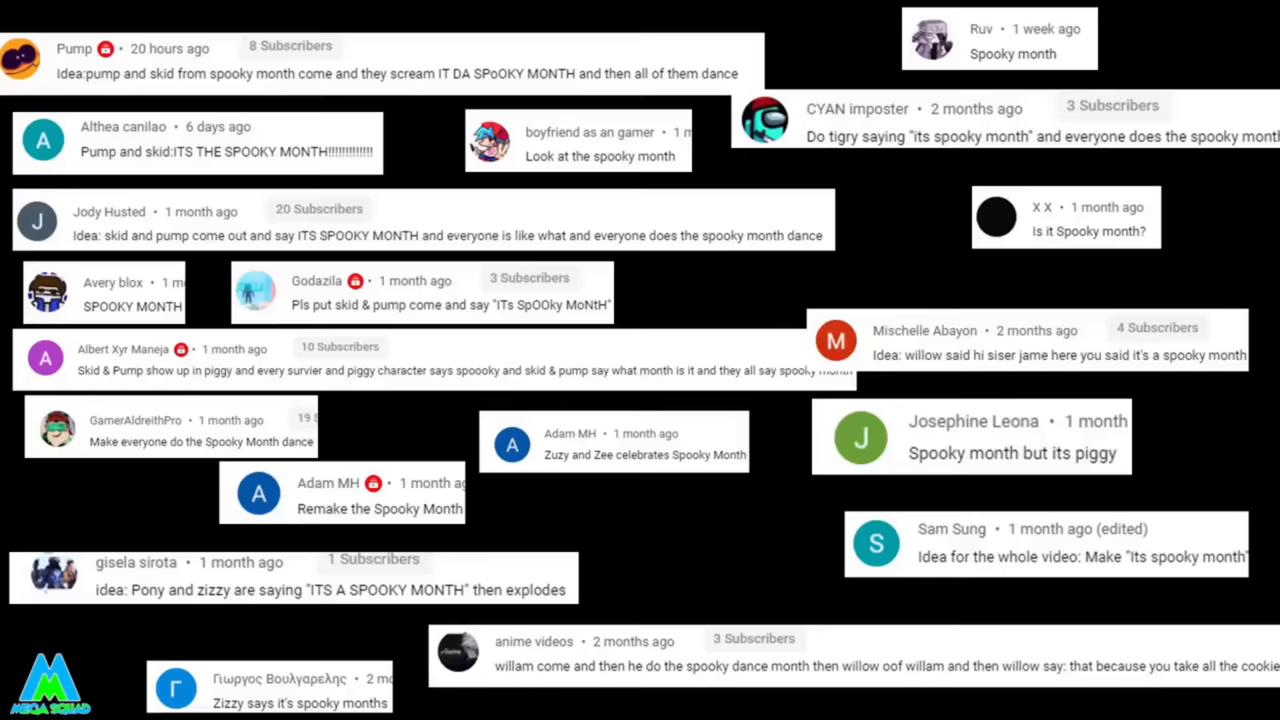 Pump • 20 hours ago 8 Subscribers
Idea:pump and skid from spooky month come and they scream IT DA SPoOKY MONTH and then all of them dance
Ruv • 1 week ago
Spooky month
Althea canilao • 6 days ago
Pump and skid:ITS THE SPOOKY MONTH!!!!!!!!!!!!!
boyfriend as an gamer • 1 m
Look at the spooky month
CYAN imposter • 2 months ago 3 Subscribers
Do tigry saying "its spooky month" and everyone does the spooky mont
Jody Husted • 1 month ago 20 Subscribers
Idea: skid and pump come out and say ITS SPOOKY MONTH and everyone is like what and everyone does the spooky month dance
X X • 1 month ago
Is it Spooky month?
Avery blox • 1 m
SPOOKY MONTH
Godazila • 1 month ago 3 Subscribers
Pls put skid & pump come and say "ITs SpOOky MoNtH"
Albert Xyr Maneja • 1 month ago 10 Subscribers
Skid & Pump show up in piggy and every survier and piggy character says spoooky and skid & pump say what month is it and they all say spooky month
Mischelle Abayon • 2 months ago 4 Subscribers
Idea: willow said hi siser jame here you said it's a spooky month
GamerAldreithPro • 1 month ago 19 S
Make everyone do the Spooky Month dance
Adam MH • 1 month ago
Zuzy and Zee celebrates Spooky Month
Josephine Leona • 1 month
Spooky month but its piggy
Adam MH • 1 month ag
Remake the Spooky Month
Sam Sung • 1 month ago (edited)
Idea for the whole video: Make "Its spooky month"
gisela sirota • 1 month ago 1 Subscribers
idea: Pony and zizzy are saying "ITS A SPOOKY MONTH" then explodes
anime videos • 2 months ago 3 Subscribers
willam come and then he do the spooky dance month then willow oof willam and then willow say: that because you take all the cookie
Γιωργος Βουλγαρελης • 2 mo
Zizzy says it's spooky months
MEGA SQUAD